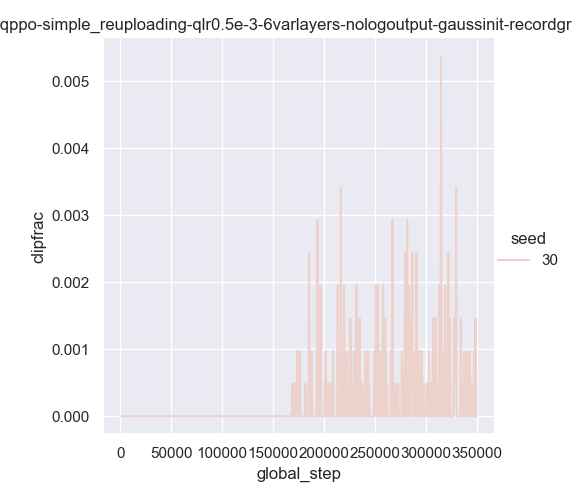 qppo-simple_reuploading-qlr0.5e-3-6varlayers-nologoutput-gaussinit-recordgr
0.005
0.004
0.003
0.002
0.001
0.000
dipfrac
seed
30
0 50000 100000 150000 200000 250000 300000 350000
global_step